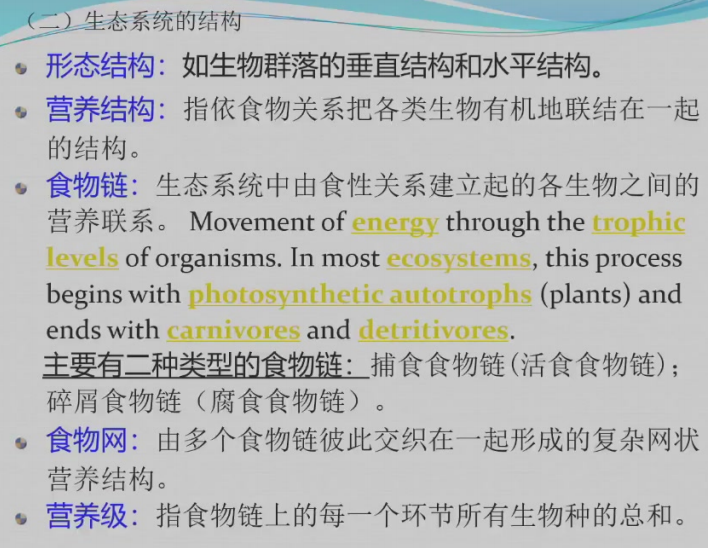 （二）生态系统的结构
形态结构：如生物群落的垂直结构和水平结构。
营养结构：指依食物关系把各类生物有机地联结在一起
的结构。
食物链：生态系统中由食性关系建立起的各生物之间的
营养联系。 Movement of energy through the trophic
levels of organisms. In most ecosystems, this process
begins with photosynthetic autotrophs (plants) and
ends with carnivores and detritivores.
主要有二种类型的食物链：捕食食物链(活食食物链)；
碎屑食物链（腐食食物链）。
食物网：由多个食物链彼此交织在一起形成的复杂网状
营养结构。
营养级：指食物链上的每一个环节所有生物种的总和。